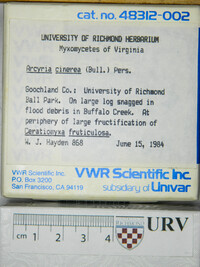 cat. no. 48312-002
UNIVERSITY OF RICHMOND HERBARIUM
Myxomycetes of Virginia
Arcyria cinerea (Bull.) Pers.
Goochland Co.: University of Richmond
Ball Park. On large log snagged in
flood debris in Buffalo Creek. At
periphery of large fructification of
Ceratiomyxa fruticulosa.
W. J. Hayden 868 June 15, 1984
VWR Scientific Inc.
P.O. Box 3200
San Francisco, CA 94119
VWR Scientific Inc.
subsidiary of Univar
cm 1 2 3 4
URV